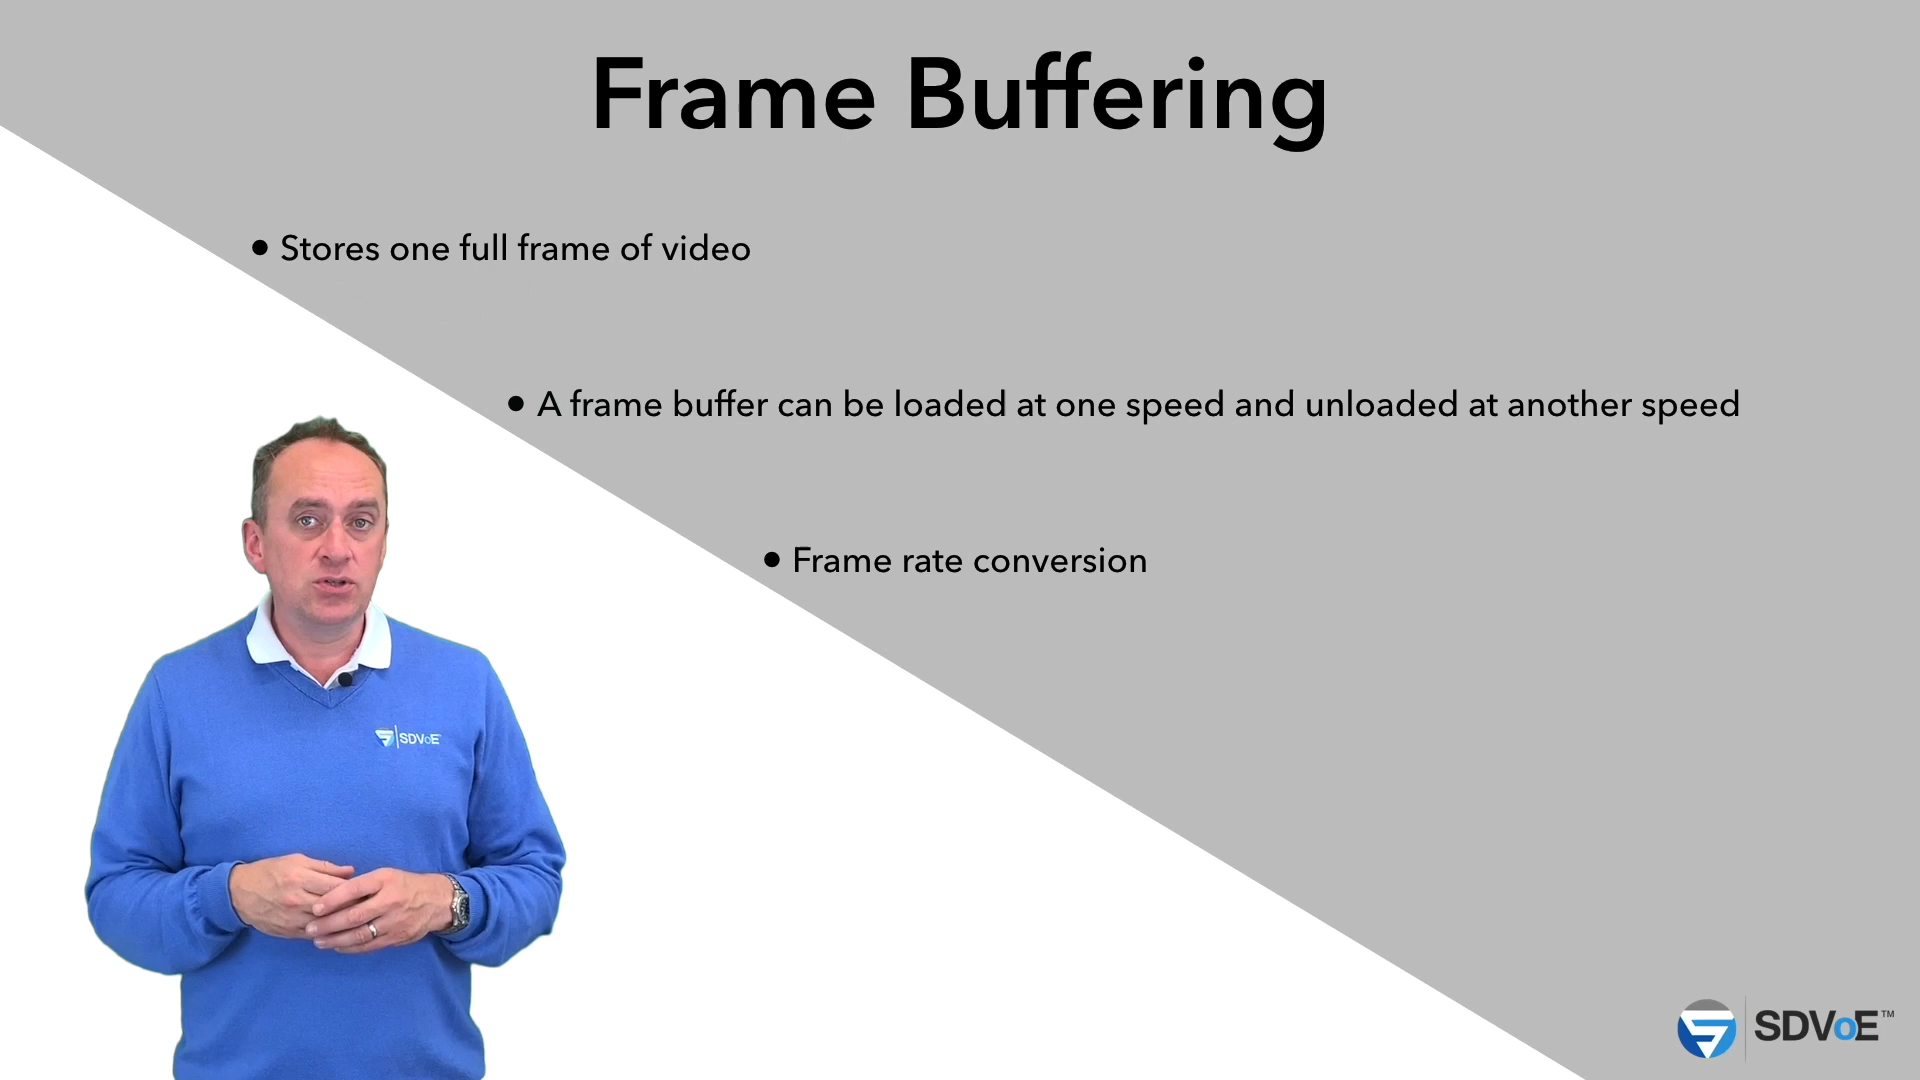 Frame Buffering
• Stores one full frame of video
• A frame buffer can be loaded at one speed and unloaded at another speed
• Frame rate conversion
SDVoE
SDVoE™